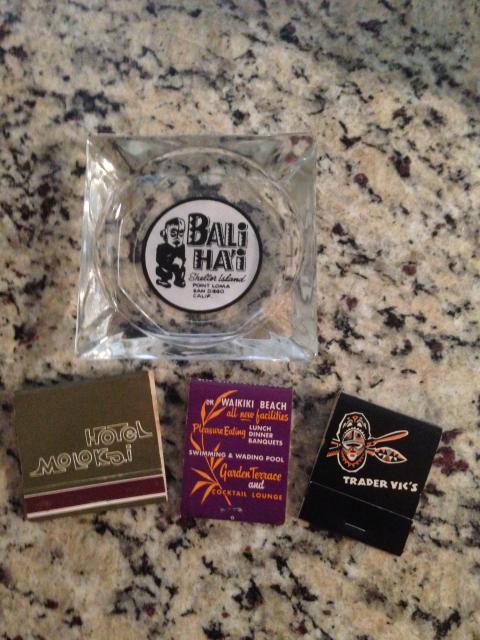 BALI
HA'I
Shelter Island
POINT LOMA
SAN DIEGO
CALIF.
HOTEL
MOLOKAI
ON WAIKIKI BEACH
all new facilities
Pleasure Eating LUNCH
DINNER
BANQUETS
SWIMMING & WADING POOL
Garden Terrace
and
COCKTAIL LOUNGE
TRADER VIC'S